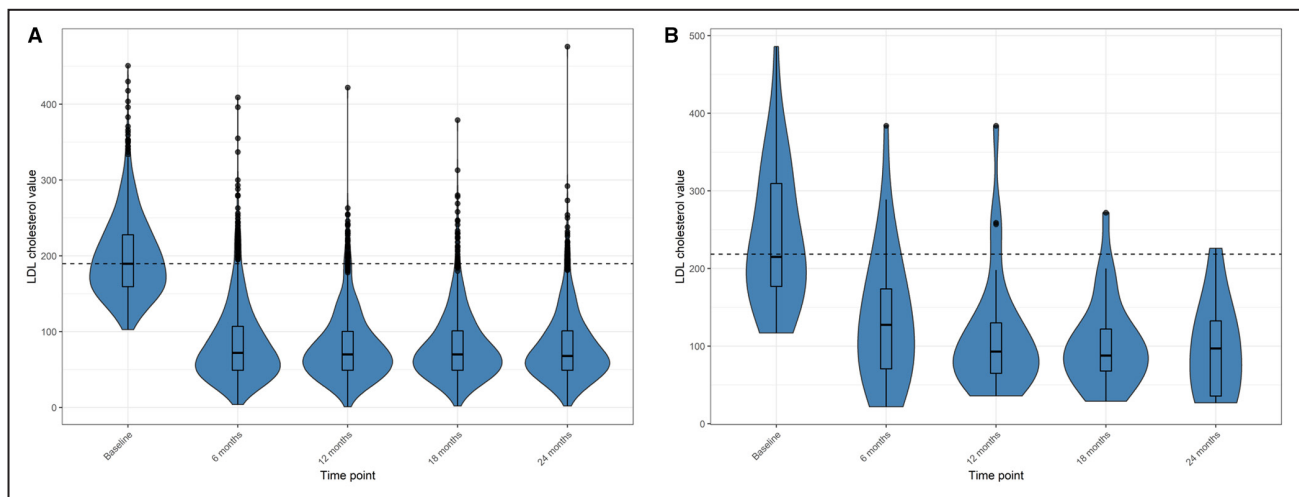 A
LDL cholesterol value
400
300
200
100
0
Baseline
6 months
12 months
18 months
24 months
Time point
B
LDL cholesterol value
500
400
300
200
100
0
Baseline
6 months
12 months
18 months
24 months
Time point